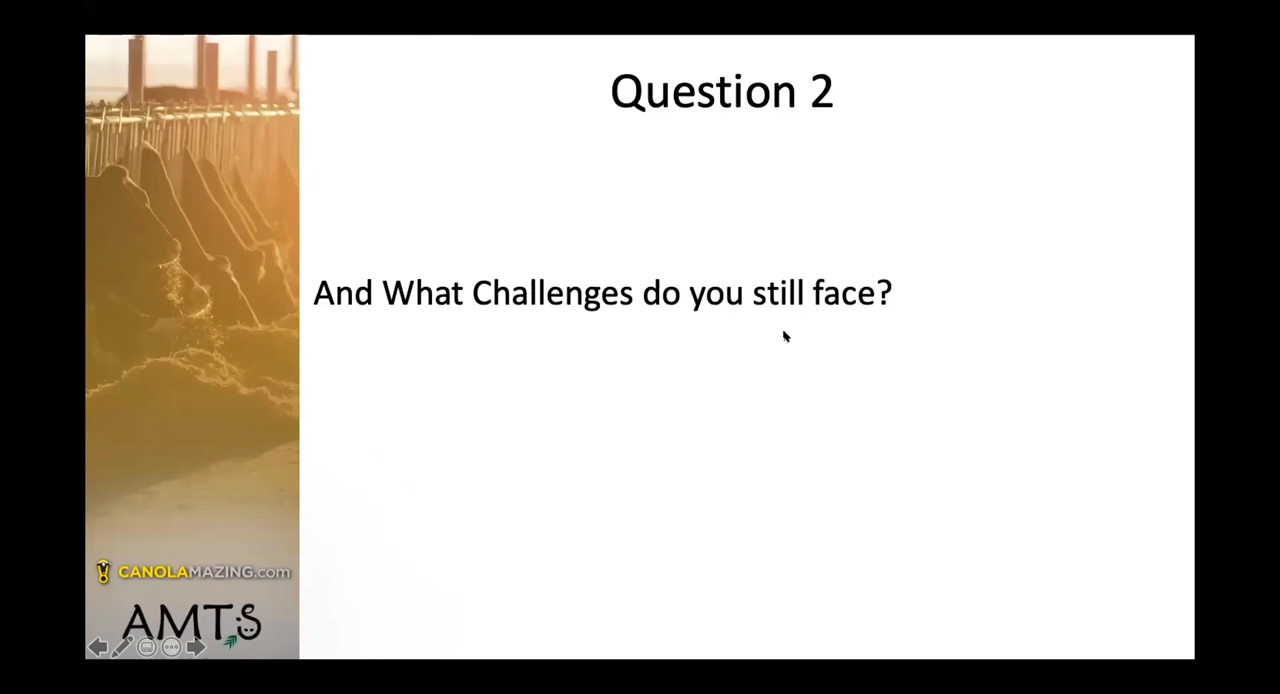 Question 2
And What Challenges do you still face?
CANOLAMAZING.com
AMTS